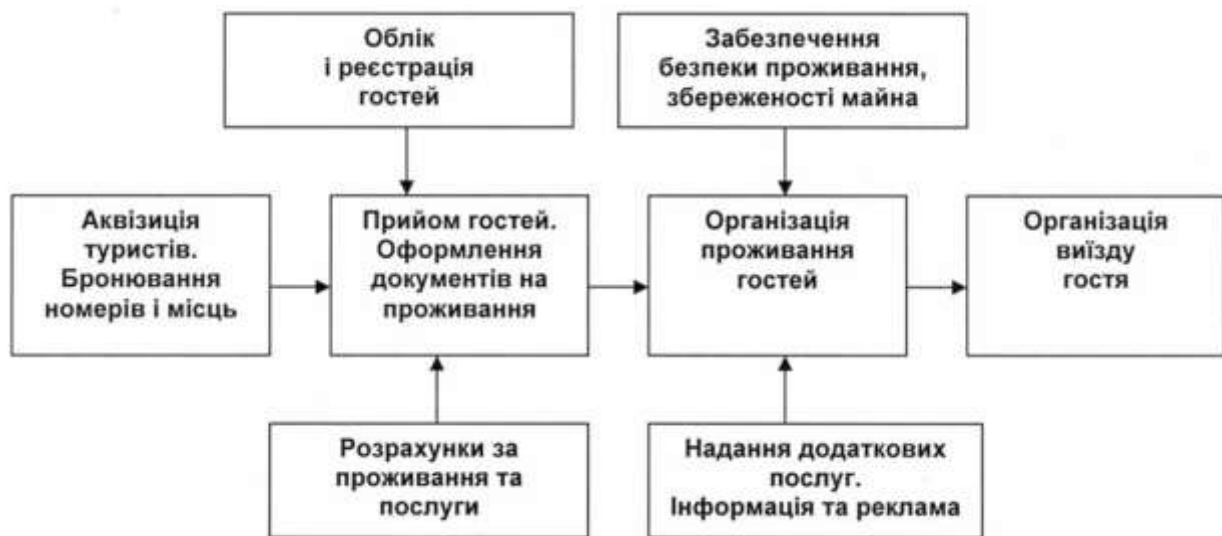 Облік
і реєстрація
гостей
Забезпечення
безпеки проживання,
збереженості майна
Аквізиція
туристів.
Бронювання
номерів і місць
Прийом гостей.
Оформлення
документів на
проживання
Організація
проживання
гостей
Організація
виїзду
гостя
Розрахунки за
проживання та
послуги
Надання додаткових
послуг.
Інформація та реклама